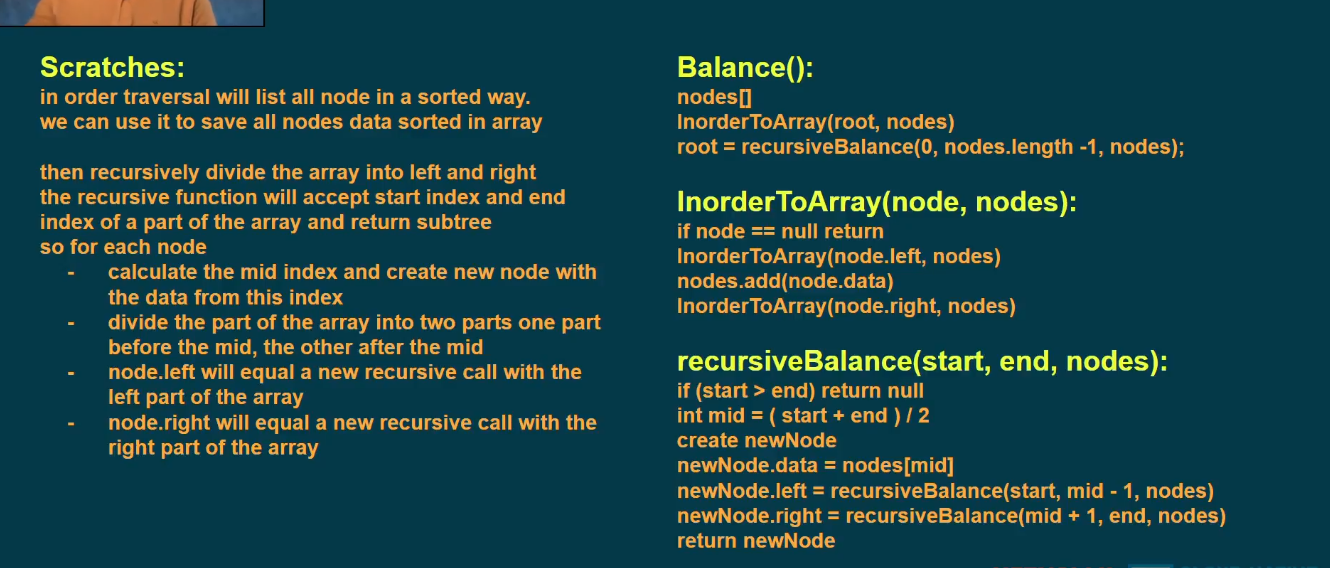 Scratches:
in order traversal will list all node in a sorted way.
we can use it to save all nodes data sorted in array
then recursively divide the array into left and right
the recursive function will accept start index and end
index of a part of the array and return subtree
so for each node
- calculate the mid index and create new node with
the data from this index
- divide the part of the array into two parts one part
before the mid, the other after the mid
- node.left will equal a new recursive call with the
left part of the array
- node.right will equal a new recursive call with the
right part of the array
Balance():
nodes[]
InorderToArray(root, nodes)
root = recursiveBalance(0, nodes.length -1, nodes);
InorderToArray(node, nodes):
if node == null return
InorderToArray(node.left, nodes)
nodes.add(node.data)
InorderToArray(node.right, nodes)
recursiveBalance(start, end, nodes):
if (start > end) return null
int mid = ( start + end ) / 2
create newNode
newNode.data = nodes[mid]
newNode.left = recursiveBalance(start, mid - 1, nodes)
newNode.right = recursiveBalance(mid + 1, end, nodes)
return newNode